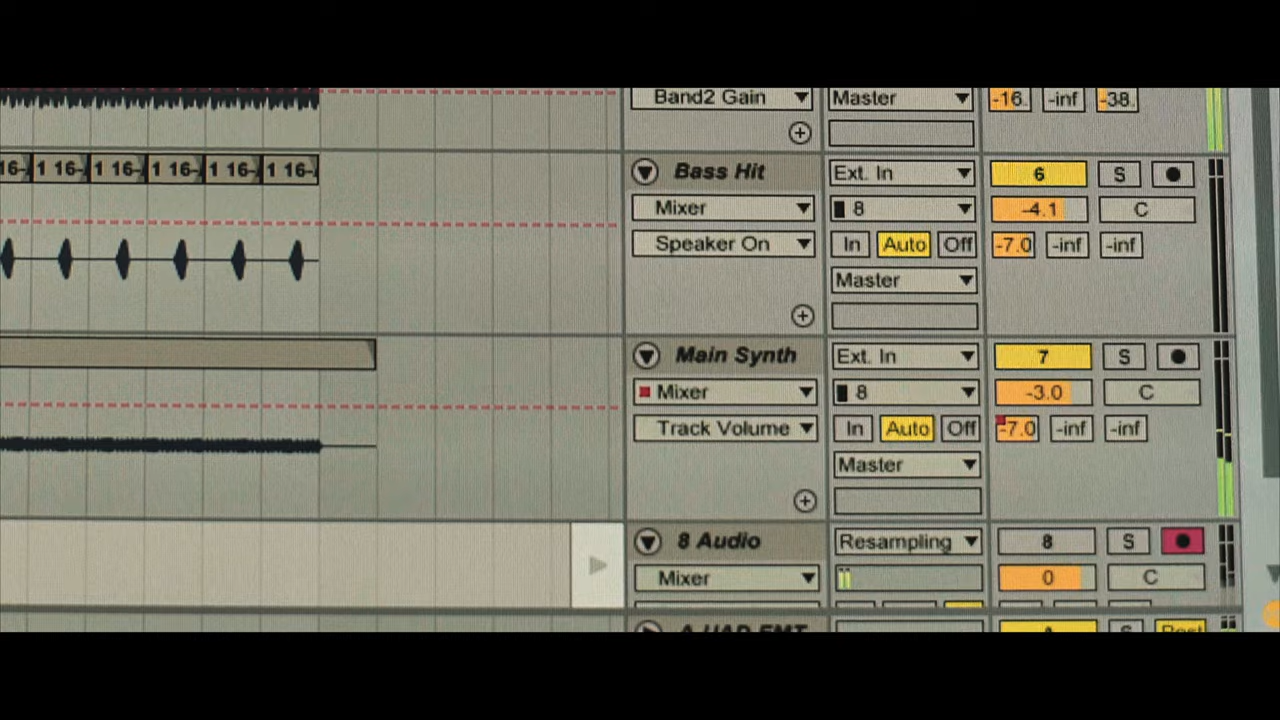 Band2 Gain Master -16. -inf -38.
16- 1 16- 1 16- 1 16- 1 16- 1 16-
Bass Hit Ext. In 6 S
Mixer 8 -4.1 C
Speaker On In Auto Off -7.0 -inf -inf
Master
Main Synth Ext. In 7 S
Mixer 8 -3.0 C
Track Volume In Auto Off -7.0 -inf -inf
Master
8 Audio Resampling 8 S
Mixer 0 C